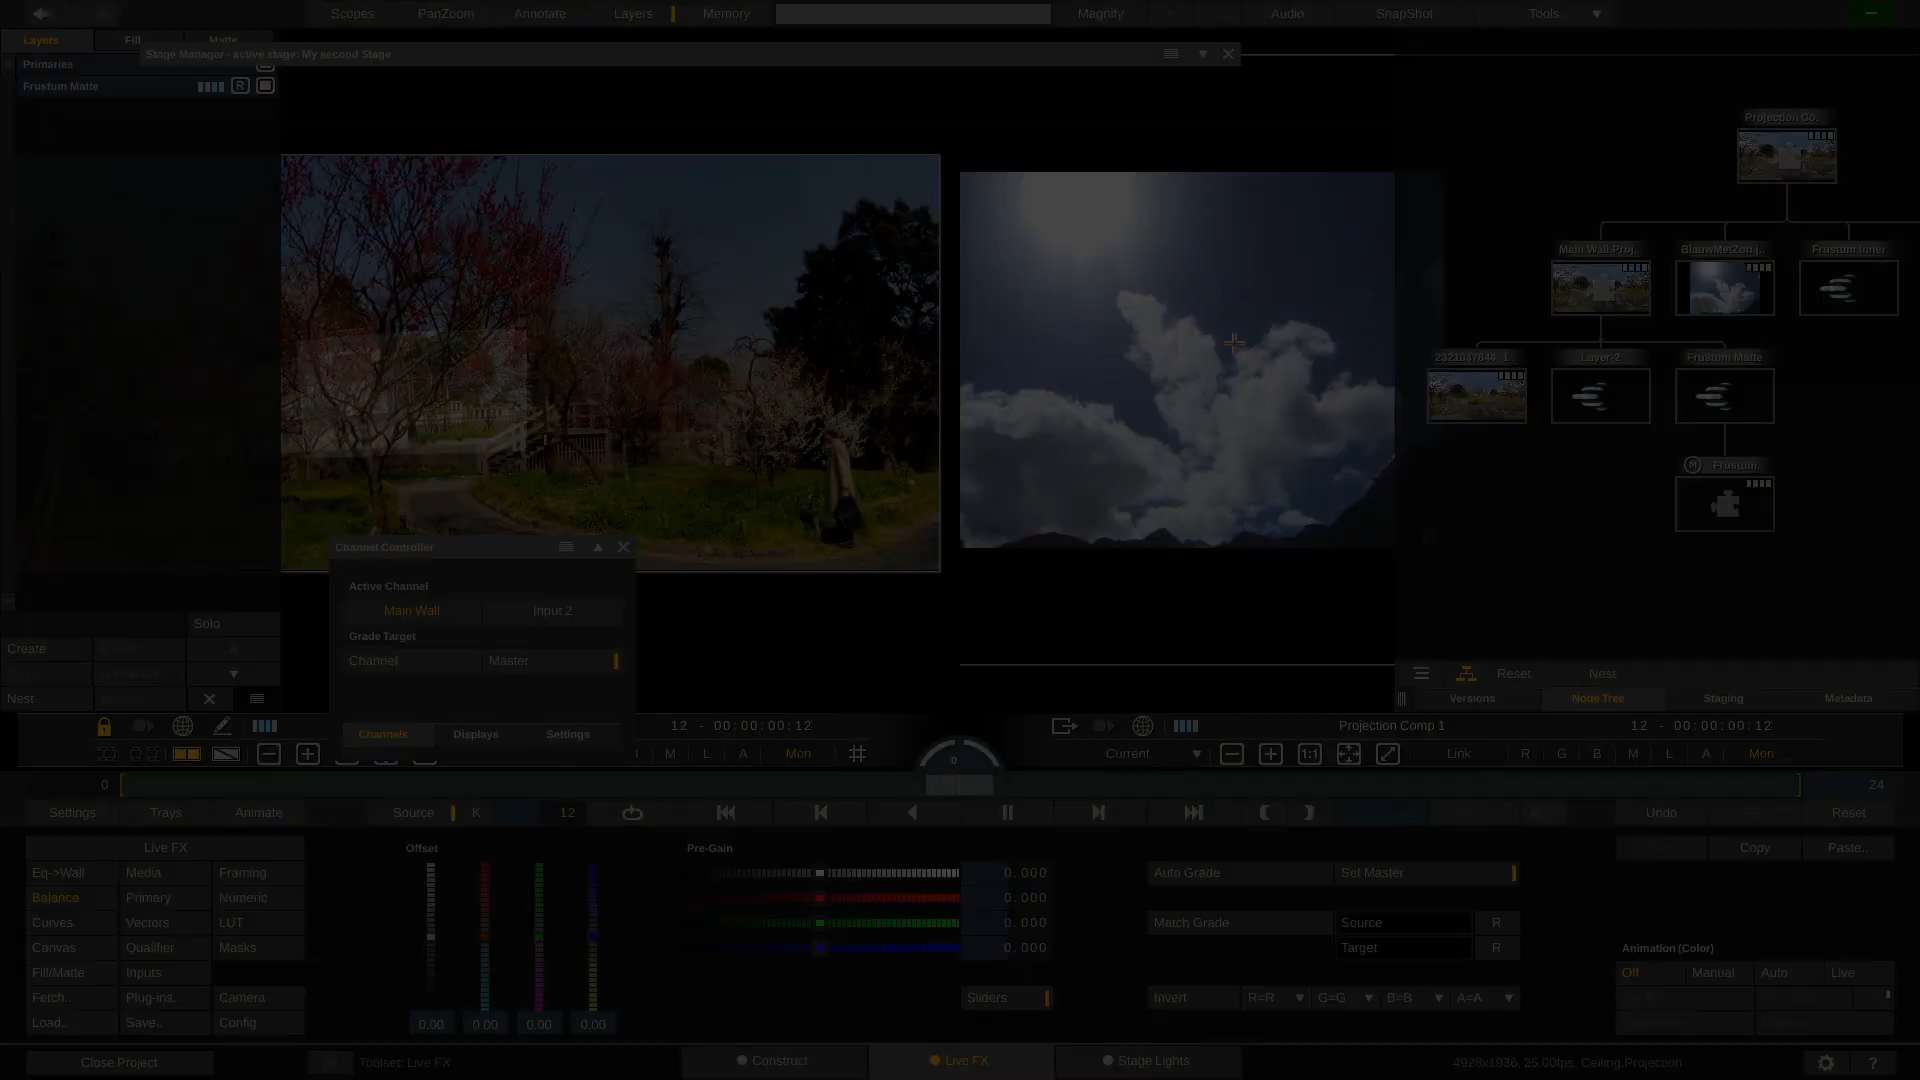 Scopes PanZoom Annotate Layers Memory Magnify Audio SnapShot Tools
Layers Fill Matte
Stage Manager - active stage: My second Stage
Primaries
Frustum Matte R
Projection Co..
Main Wall Proj.. BlauwMetZon j.. Frustum Inner
2321047844_1.. Layer-2 Frustum Matte
M Frustum..
Channel Controller
Active Channel
Main Wall Input 2
Grade Target
Channel Master
Channels Displays Settings
Solo
Create
Nest
Reset Nest
Versions Node Tree Staging Metadata
12 - 00:00:00:12 Projection Comp 1 12 - 00:00:00:12
M L A Mon Current 1:1 Link R G B M L A Mon
0
0 24
Settings Trays Animate Source K 12 Undo Reset
Live FX Offset Pre-Gain Copy Paste..
Eq->Wall Media Framing 0.000 Auto Grade Set Master
Balance Primary Numeric 0.000
Curves Vectors LUT 0.000 Match Grade Source R
Canvas Qualifier Masks 0.000 Target R Animation (Color)
Fill/Matte Inputs Off Manual Auto Live
Fetch.. Plug-ins.. Camera Sliders Invert R=R G=G B=B A=A
Load.. Save.. Config 0.00 0.00 0.00 0.00
Close Project Toolset: Live FX Construct Live FX Stage Lights 4928x1936, 25.00fps, Ceiling.Projection ?